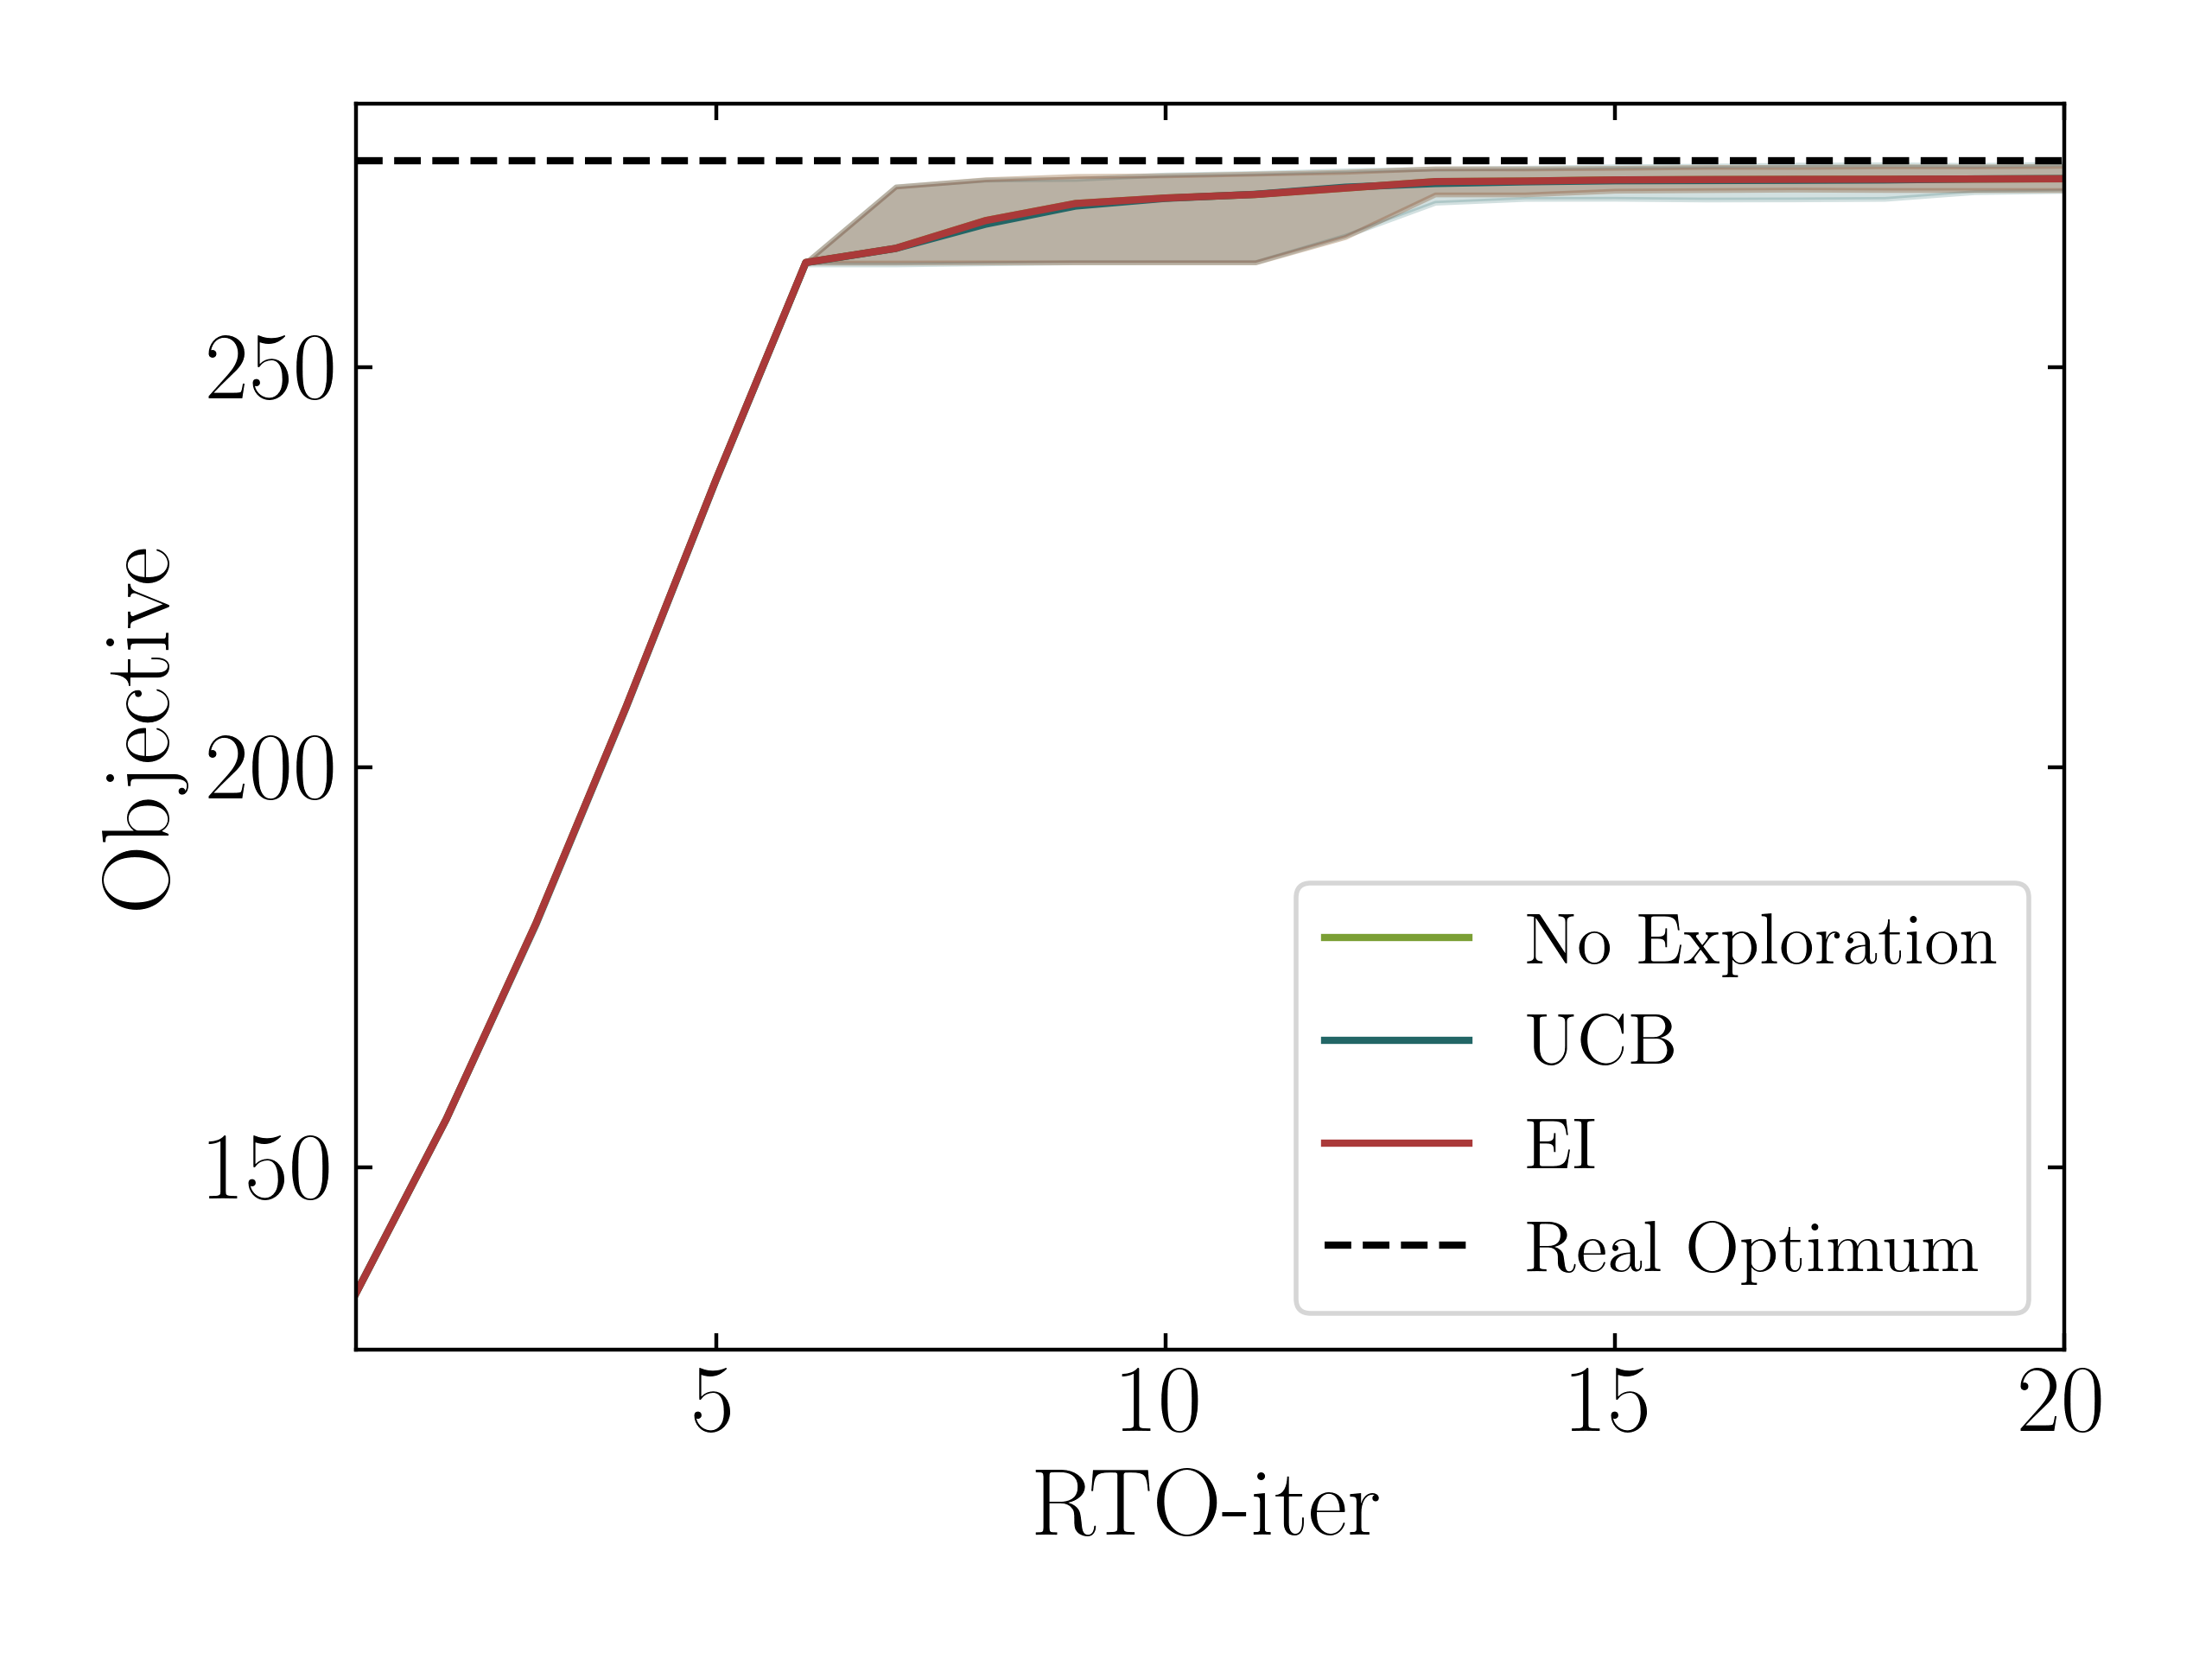 250
200
150
Objective
No Exploration
UCB
EI
Real Optimum
5 10 15 20
RTO-iter